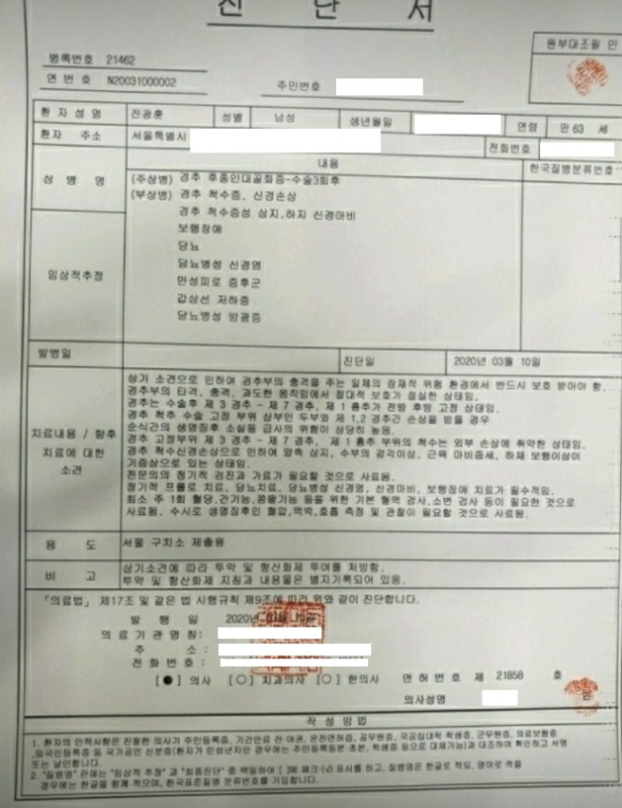 진 단 서
병록번호 21462
연 번 호 N20031000002
주민번호
원부대조필 인
환 자 성 명 전광훈 성별 남성 생년월일 연령 만 63 세
환자 주소 서울특별시 전화번호
상 병 명
내용
한국질병분류번호
(주상병) 경추 후종인대골화증-수술3회후
(부상병) 경추 척수증, 신경손상
경추 척수증성 상지,하지 신경마비
보행장애
당뇨
당뇨병성 신경염
만성피로 증후군
갑상선 저하증
당뇨병성 방광증
임상적추정
발병일 진단일 2020년 03월 10일
치료내용 / 향후
치료에 대한
소견
상기 소견으로 인하여 경추부의 충격을 주는 일체의 잠재적 위험 환경에서 반드시 보호 받아야 함.
경추부의 타격, 충격, 과도한 움직임에서 절대적 보호가 절실한 상태임.
경추는 수술후 제 3 경추 - 제 7 경추, 제 1 흉추가 전방 후방 고정 상태임.
경추 척추 수술 고정 부위 상부인 두부와 제 1,2 경추간 손상을 받을 경우
순식간의 생명징후 소실등 급사의 위험이 상당히 높음.
경추 고정부위 제 3 경추 - 제 7 경추, 제 1 흉추 부위의 척수는 외부 손상에 취약한 상태임.
경추 척수신경손상으로 인하여 양측 상지, 수부의 감각이상, 근육 마비증세, 하체 보행이상이
기증상으로 있는 상태임.
전문의의 정기적 검진과 가료가 필요할 것으로 사료됨.
정기적 프롤로 치료, 당뇨치료, 당뇨병성 신경염, 신경마비, 보행장애 치료가 필수적임.
최소 주 1회 혈당,간기능,콩팥기능 등을 위한 기본 혈액 검사,소변 검사 등이 필요한 것으로
사료됨. 수시로 생명징후인 혈압,맥박,호흡 측정 및 관찰이 필요할 것으로 사료됨.
용 도 서울 구치소 제출용
비 고
상기소견에 따라 투약 및 항산화제 투여를 처방함.
투약 및 항산화제 지침과 내용물은 별지기록되어 있음.
「의료법」 제17조 및 같은 법 시행규칙 제9조에 따라 위와 같이 진단합니다.
발 행 일 2020년
의 료 기 관 명 칭:
주 소 :
전 화 번 호 :
[●] 의사 [○] 치과의사 [○] 한의사 면 허 번 호 제 21858 호
의사성명
작 성 방 법
1. 환자의 인적사항은 진찰한 의사가 주민등록증, 기간만료 전 여권, 운전면허증, 공무원증, 국공립대학 학생증, 군무원증, 의료보험증
,외국인등록증 등 국가공인 신분증(환자가 미성년자인 경우에는 주민등록등본·초본, 학생증 등으로 대체가능)과 대조하여 확인하고 서명
또는 날인합니다.
2. "질병명" 란에는 "임상적 추정" 과 "최종진단" 중 택일하여 [ ]에 체크 (√) 표시를 하고, 질병명은 한글로 적되, 영어로 적을
경우에는 한글을 함께 적으며, 한국표준질병 분류번호를 기입합니다.